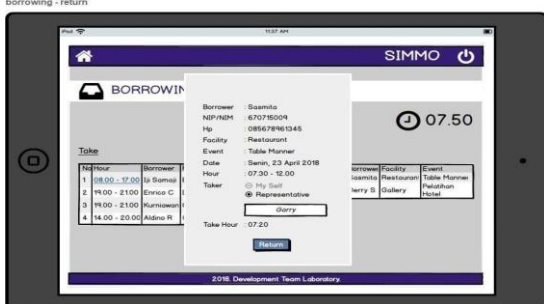 borrowing - return
iPad
11:57 AM
SIMMO
BORROWIN
07.50
Take
No Hour Borrower
1 08.00 - 17.00
2 19.00 - 21.00 Enrico C
3 19.00 - 21.00 Kurniawan
4 14.00 - 20.00 Aldino R
Borrower : Sasmita
NIP/NIM : 670715009
Hp : 085678961345
Facility : Restaurant
Event : Table Manner
Date : Senin, 23 April 2018
Hour : 07.30 - 12.00
Taker My Self
Representative
Garry
Take Hour : 07.20
Return
Borrower Facility Event
Sasmita Restaurant Table Manner
Jerry S Gallery Pelatihan
Hotel
2018. Development Team Laboratory.